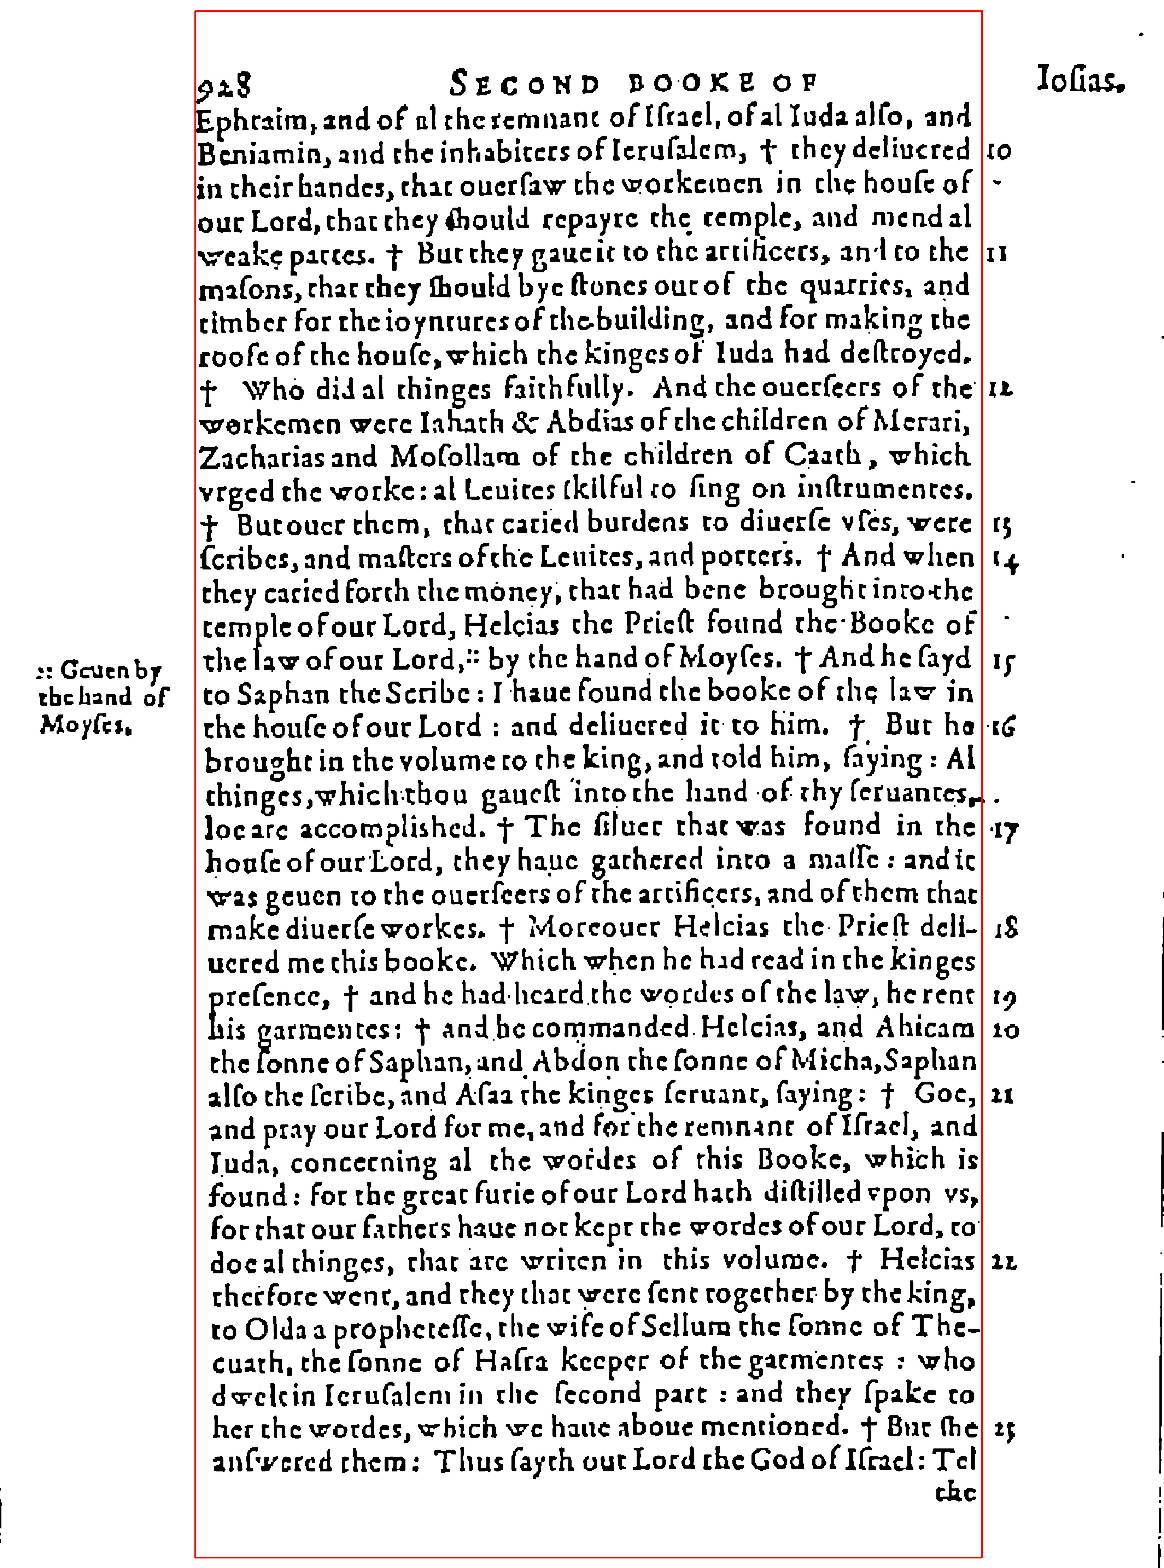 928 SECOND BOOKE OF Iosias.
Ephraim, and of al the remnant of Iſrael, of al Iuda alſo, and
Beniamin, and the inhabiters of Ieruſalem, † they deliuered 10
in their handes, that ouerſaw the workemen in the houſe of
our Lord, that they ſhould repayre the temple, and mend al
weake partes. † But they gaue it to the artificers, and to the 11
maſons, that they ſhould bye ſtones out of the quarries, and
timber for the ioyntures of the building, and for making the
roofe of the houſe, which the kinges of Iuda had deſtroyed.
† Who did al thinges faithfully. And the ouerſeers of the 12
workemen were Iahath & Abdias of the children of Merari,
Zacharias and Moſollam of the children of Caath, which
vrged the worke: al Leuites ſkilful to ſing on inſtrumentes.
† But ouer them, that caried burdens to diuerſe vſes, were 13
ſcribes, and maſters of the Leuites, and porters. † And when 14
they caried forth the money, that had bene brought into the
temple of our Lord, Helcias the Prieſt found the Booke of
the law of our Lord, :: by the hand of Moyſes. † And he ſayd 15
:: Geuen by
the hand of
Moyſes.
to Saphan the Scribe: I haue found the booke of the law in
the houſe of our Lord : and deliuered it to him. † But he 16
brought in the volume to the king, and told him, ſaying: Al
thinges, which thou gaueſt into the hand of thy ſeruantes,
loe are accompliſhed. † The ſiluer that was found in the 17
houſe of our Lord, they haue gathered into a maſſe: and it
was geuen to the ouerſeers of the artificers, and of them that
make diuerſe workes. † Moreouer Helcias the Prieſt deli- 18
uered me this booke. Which when he had read in the kinges
preſence, † and he had heard the wordes of the law, he rent 19
his garmentes: † and he commanded Helcias, and Ahicam 20
the ſonne of Saphan, and Abdon the ſonne of Micha, Saphan
alſo the ſcribe, and Aſaa the kinges ſeruant, ſaying: † Goe, 21
and pray our Lord for me, and for the remnant of Iſrael, and
Iuda, concerning al the wordes of this Booke, which is
found: for the great furie of our Lord hath diſtilled vpon vs,
for that our fathers haue not kept the wordes of our Lord, to
doe al thinges, that are writen in this volume. † Helcias 22
therfore went, and they that were ſent together by the king,
to Olda a propheteſſe, the wife of Sellum the ſonne of The-
cuath, the ſonne of Haſra keeper of the garmentes : who
dwelt in Ieruſalem in the ſecond part : and they ſpake to
her the wordes, which we haue aboue mentioned. † But ſhe 23
anſwered them: Thus ſayth our Lord the God of Iſrael: Tel
the